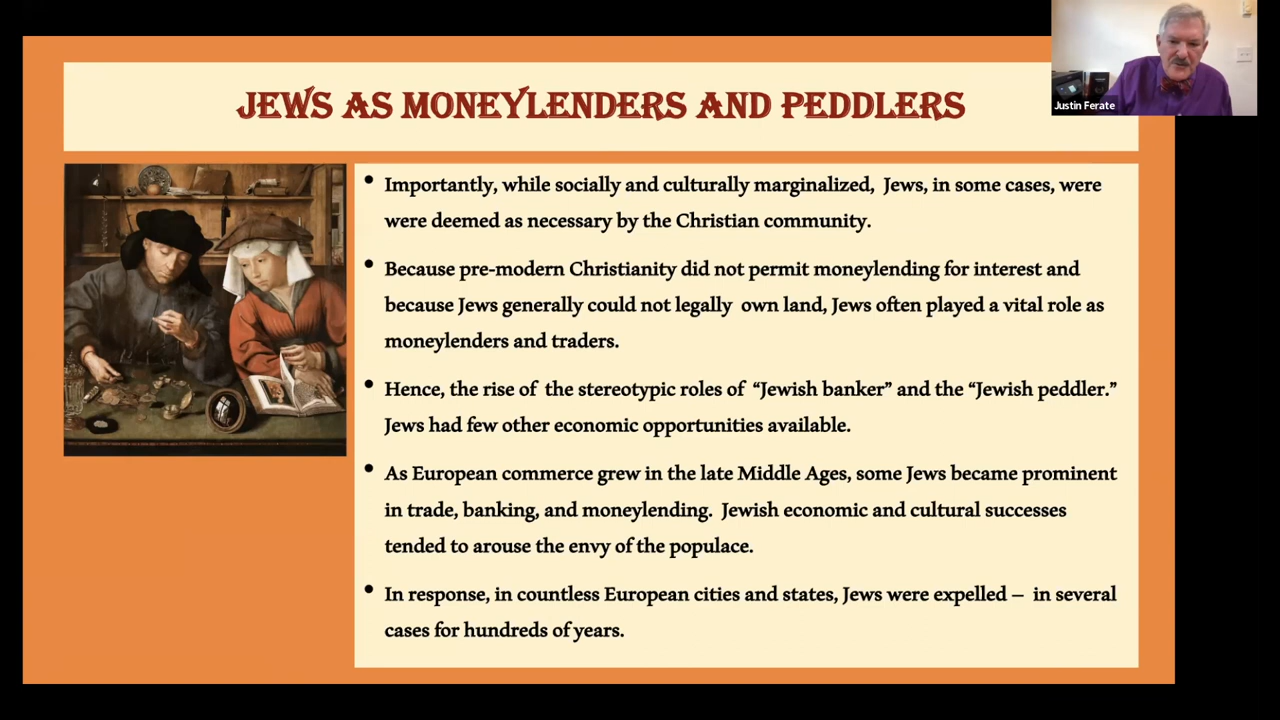 JEWS AS MONEYLENDERS AND PEDDLERS
Justin Ferate
• Importantly, while socially and culturally marginalized, Jews, in some cases, were
were deemed as necessary by the Christian community.
• Because pre-modern Christianity did not permit moneylending for interest and
because Jews generally could not legally own land, Jews often played a vital role as
moneylenders and traders.
• Hence, the rise of the stereotypic roles of “Jewish banker” and the “Jewish peddler.”
Jews had few other economic opportunities available.
• As European commerce grew in the late Middle Ages, some Jews became prominent
in trade, banking, and moneylending. Jewish economic and cultural successes
tended to arouse the envy of the populace.
• In response, in countless European cities and states, Jews were expelled – in several
cases for hundreds of years.